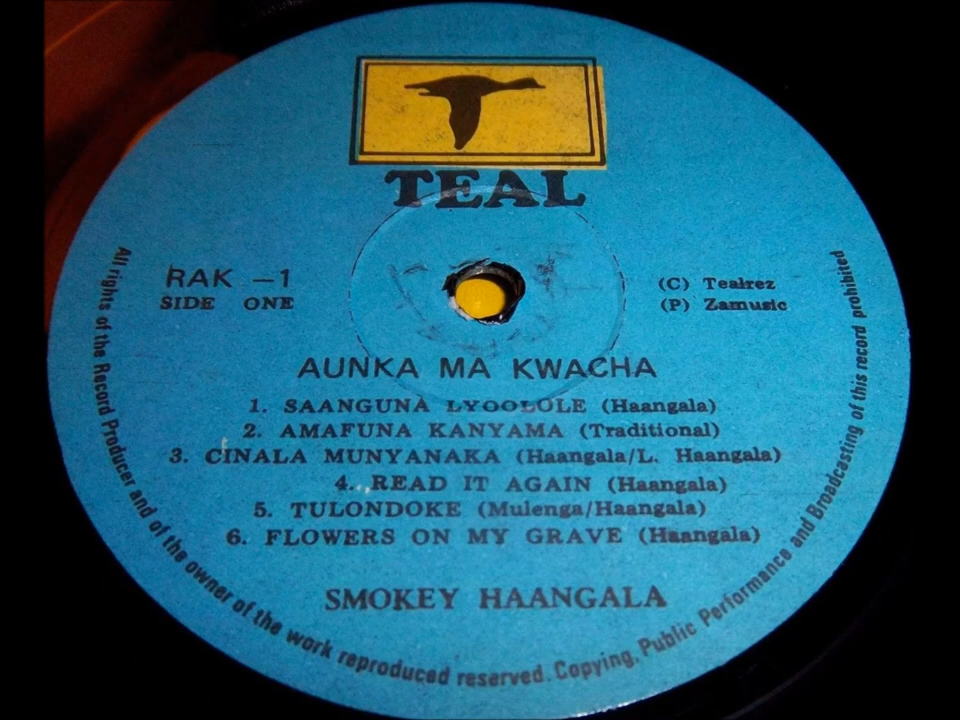 TEAL
RAK -1
SIDE ONE
(C) Tealrez
(P) Zamusic
AUNKA MA KWACHA
1. SAANGUNA LYOOLOLE (Haangala)
2. AMAFUNA KANYAMA (Traditional)
3. CINALA MUNYANAKA (Haangala/L. Haangala)
4. READ IT AGAIN (Haangala)
5. TULONDOKE (Mulenga/Haangala)
6. FLOWERS ON MY GRAVE (Haangala)
SMOKEY HAANGALA
All rights of the Record Producer and of the owner of the work reproduced reserved. Copying, Public Performance and Broadcasting of this record prohibited